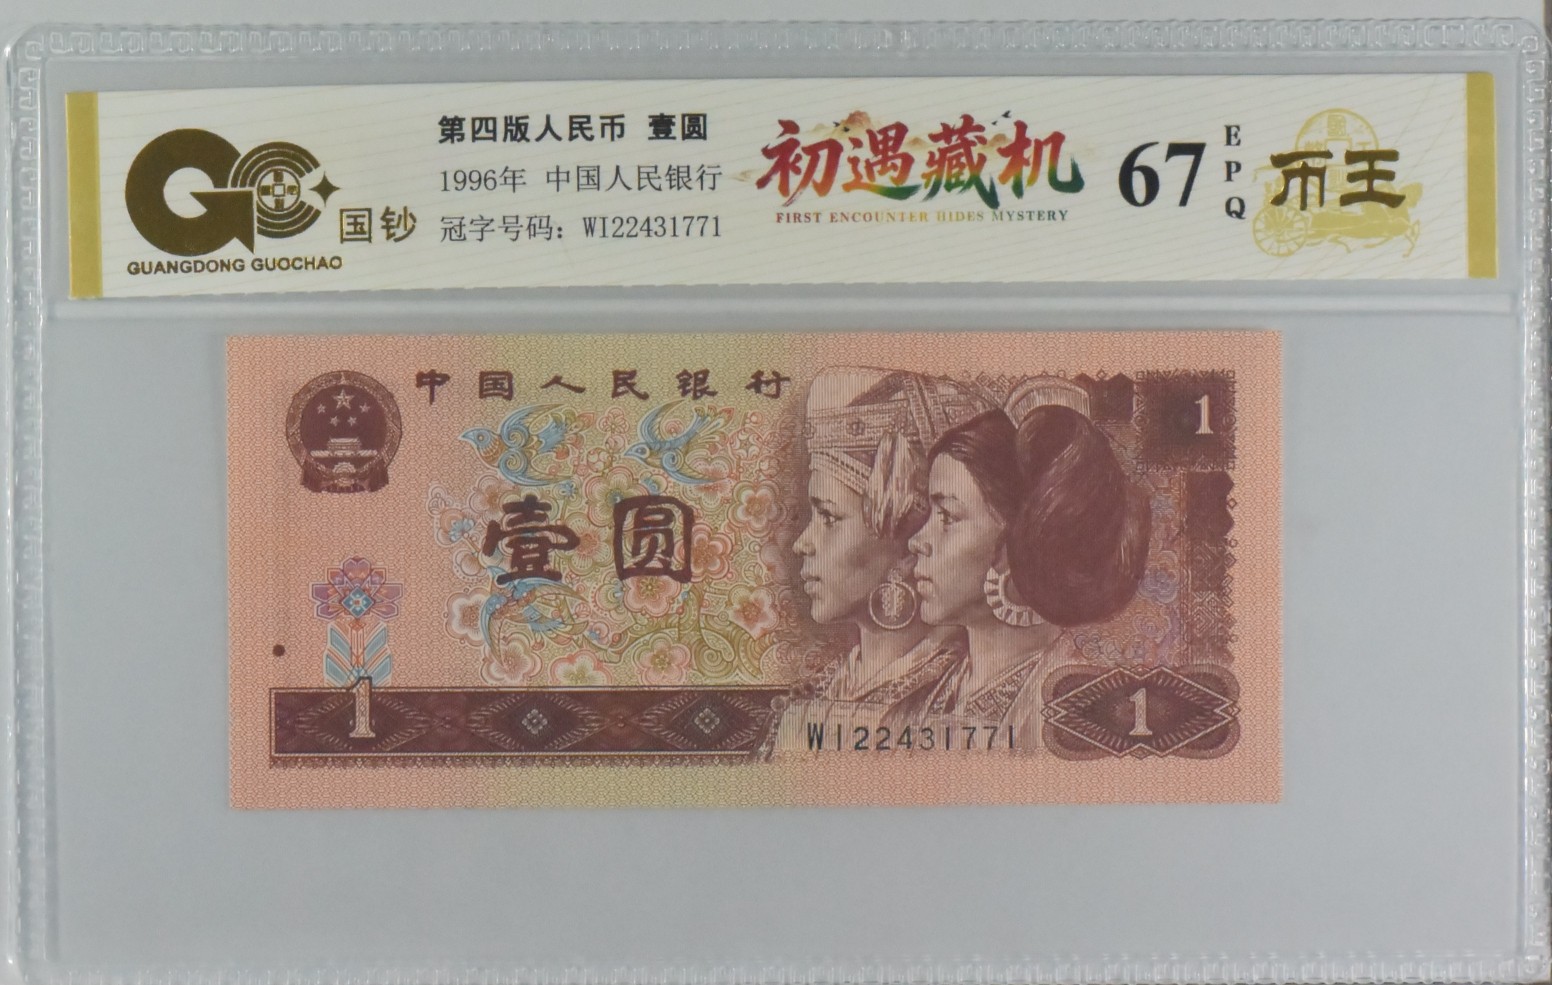 国钞
GUANGDONG GUOCHAO
第四版人民币 壹圆
1996年 中国人民银行
冠字号码：WI22431771
初遇藏机
FIRST ENCOUNTER HIDES MYSTERY
67
EPQ
币王
中国人民银行
1
壹圆
1
WI22431771
1